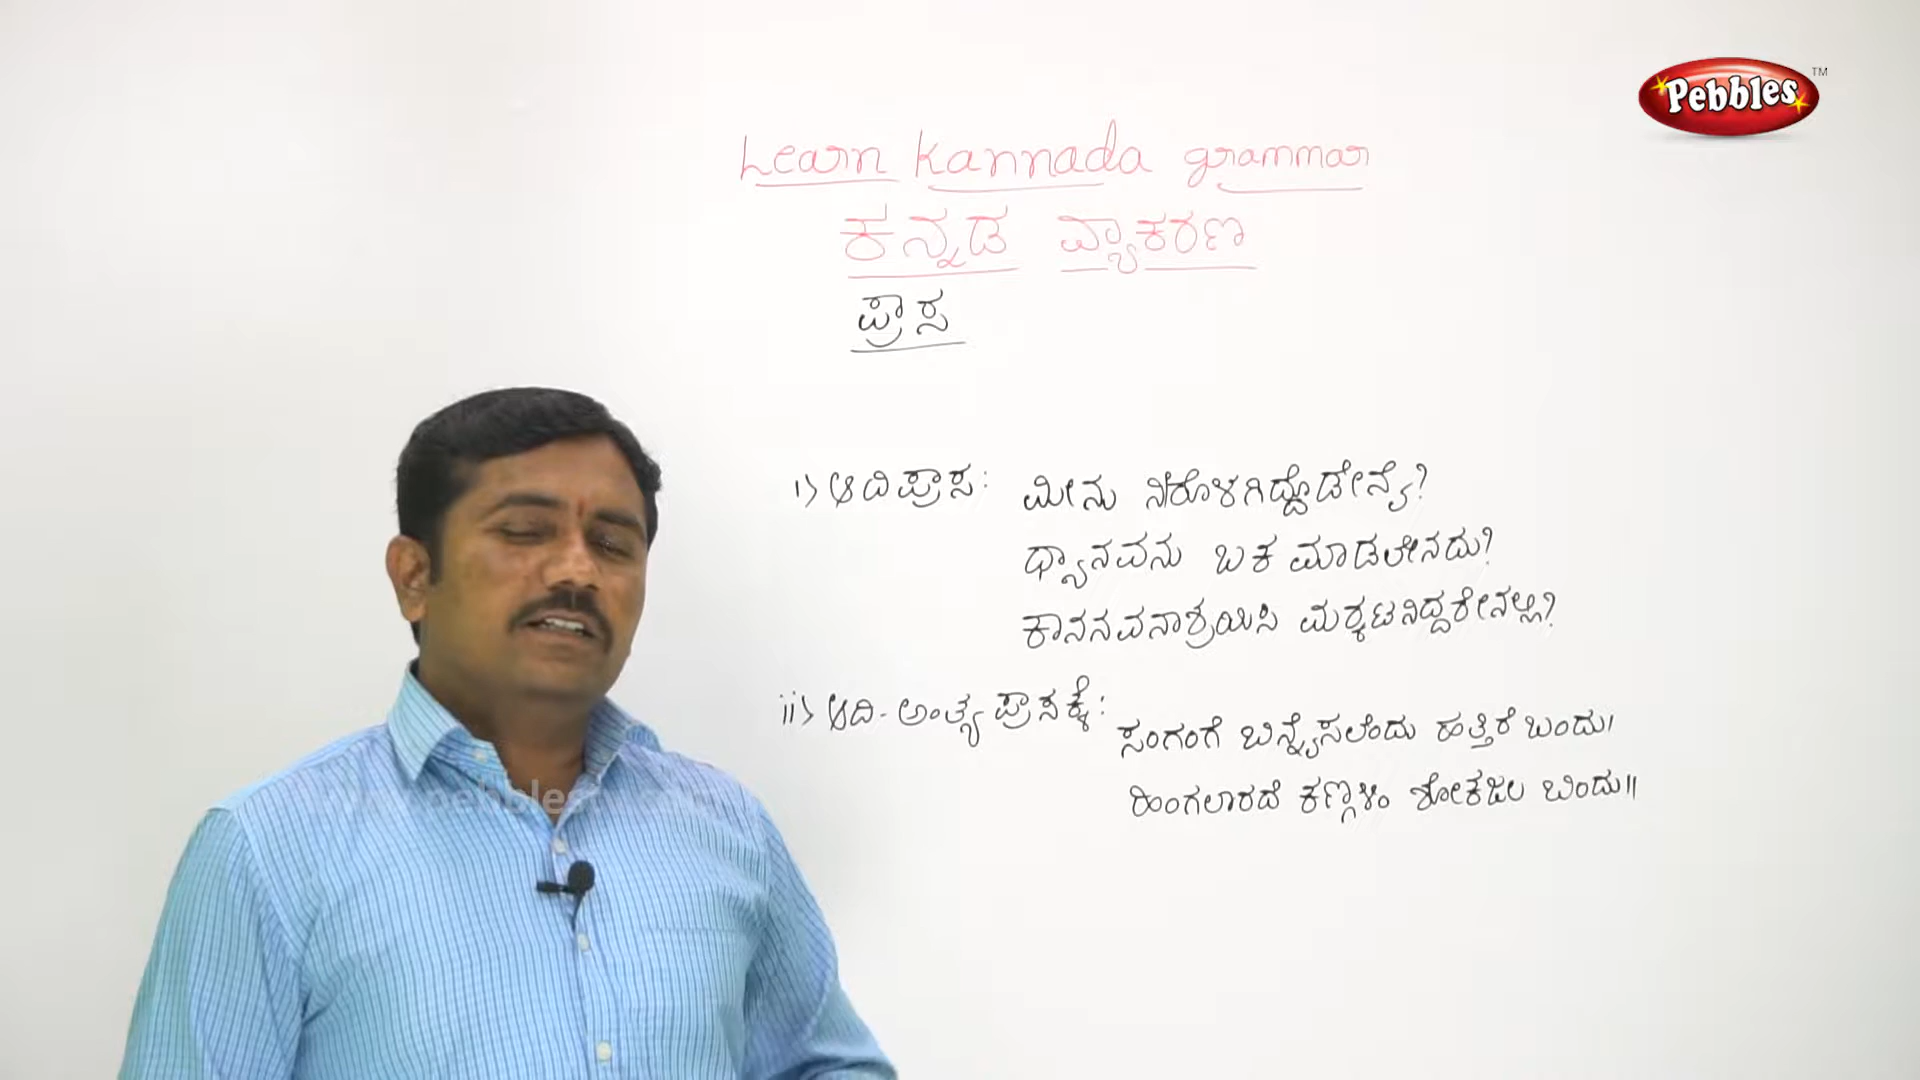 Pebbles TM
Learn Kannada grammar
ಕನ್ನಡ ವ್ಯಾಕರಣ
ಪ್ರಾಸ
i) ಆದಿಪ್ರಾಸ: ಮೀನು ನೀರೊಳಗಿದ್ದೊಡೇನೈ?
ಧ್ಯಾನವನು ಬಕ ಮಾಡಲೇನದು?
ಕಾನನವನಾಶ್ರಯಿಸಿ ಮರ್‍ಕಟನಿದ್ದರೇನಲ್ಲಿ?
ii) ಆದಿ-ಅಂತ್ಯ ಪ್ರಾಸಕ್ಕೆ:
ಸಂಗಂಗೆ ಬಿನ್ನೈಸಲೆಂದು ಹತ್ತಿರೆ ಬಂದು।
ಹಿಂಗಲಾರದೆ ಕಣ್ಗಳಿಂ ಶೋಕಜಲ ಬಿಂದು॥